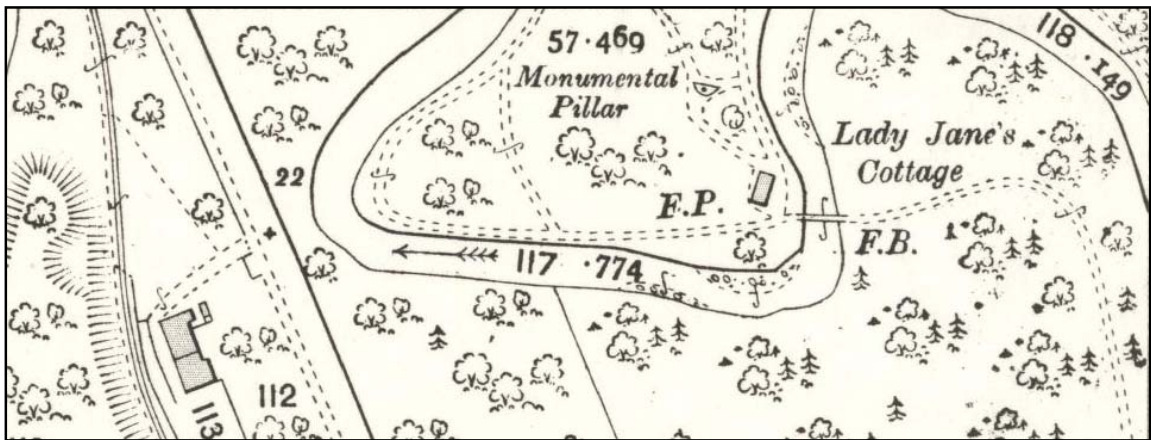 57·469
Monumental
Pillar
118·149
Lady Jane's
Cottage
22
F.P.
F.B.
117 ·774
112
113